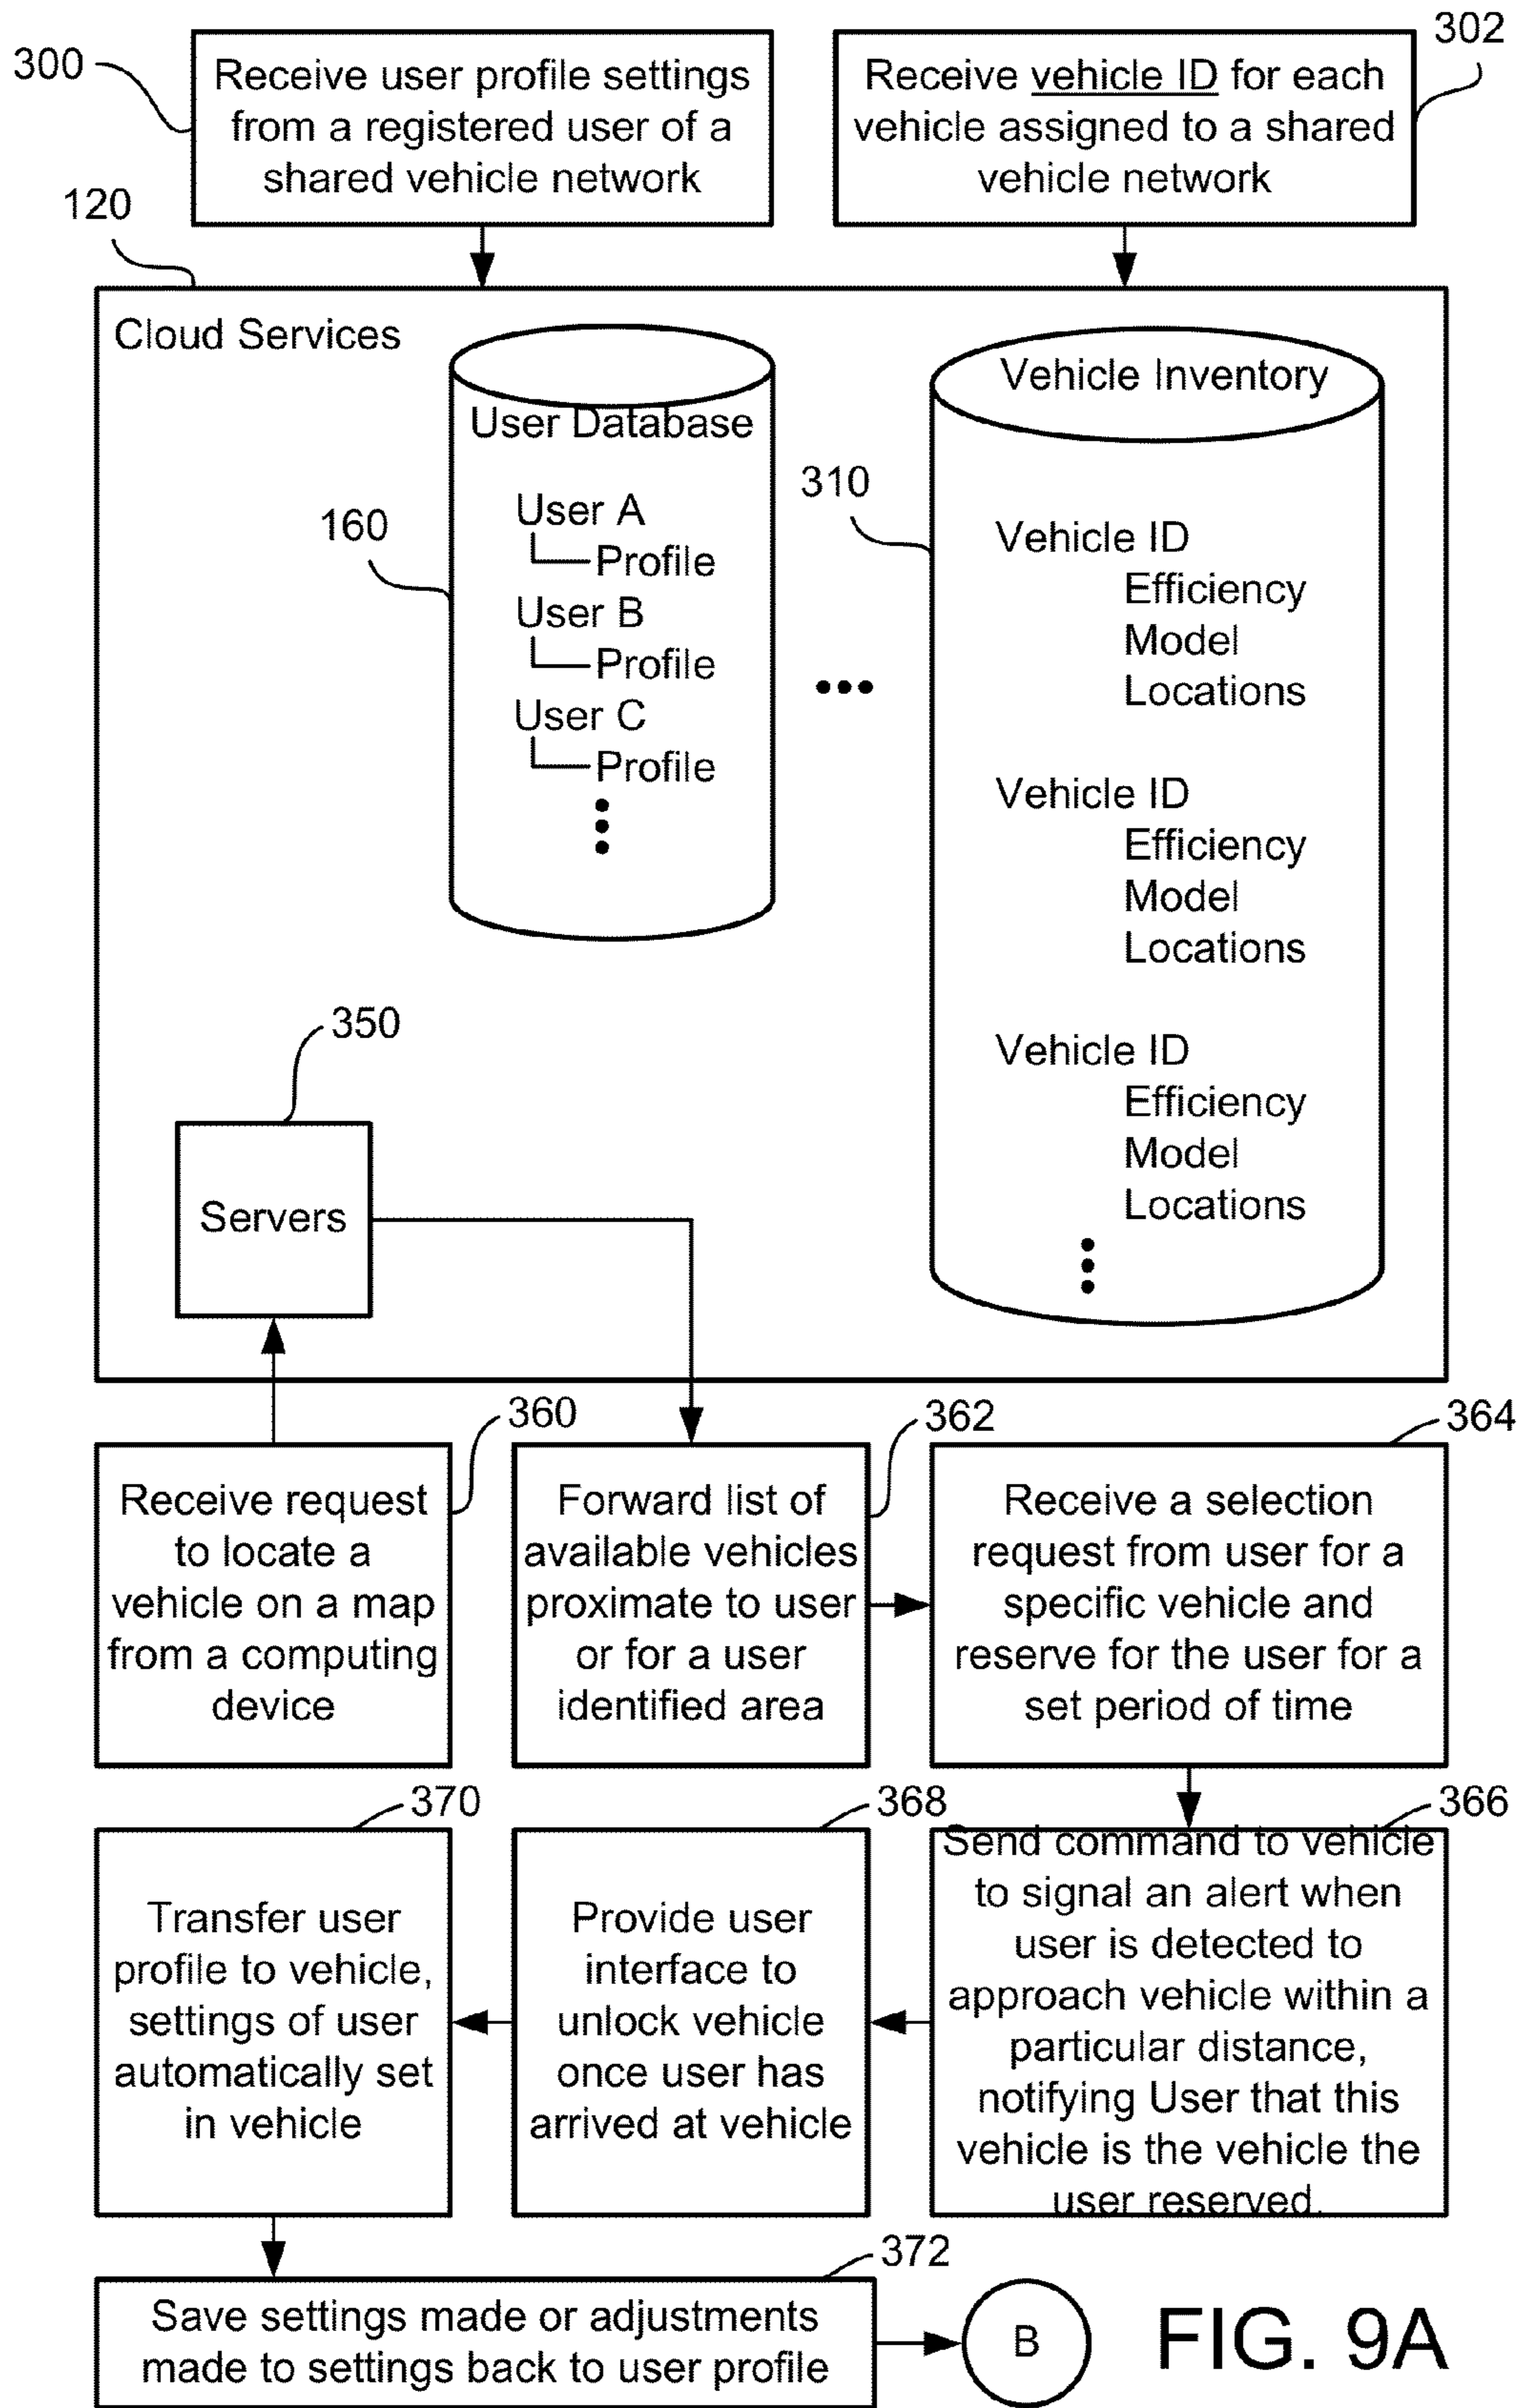 300
Receive user profile settings
from a registered user of a
shared vehicle network
302
Receive vehicle ID for each
vehicle assigned to a shared
vehicle network
120
Cloud Services
User Database
160
User A
Profile
User B
Profile
User C
Profile
310
Vehicle Inventory
Vehicle ID
Efficiency
Model
Locations
Vehicle ID
Efficiency
Model
Locations
Vehicle ID
Efficiency
Model
Locations
350
Servers
360
Receive request
to locate a
vehicle on a map
from a computing
device
362
Forward list of
available vehicles
proximate to user
or for a user
identified area
364
Receive a selection
request from user for a
specific vehicle and
reserve for the user for a
set period of time
366
Send command to vehicle
to signal an alert when
user is detected to
approach vehicle within a
particular distance,
notifying User that this
vehicle is the vehicle the
user reserved.
368
Provide user
interface to
unlock vehicle
once user has
arrived at vehicle
370
Transfer user
profile to vehicle,
settings of user
automatically set
in vehicle
372
Save settings made or adjustments
made to settings back to user profile
B
FIG. 9A